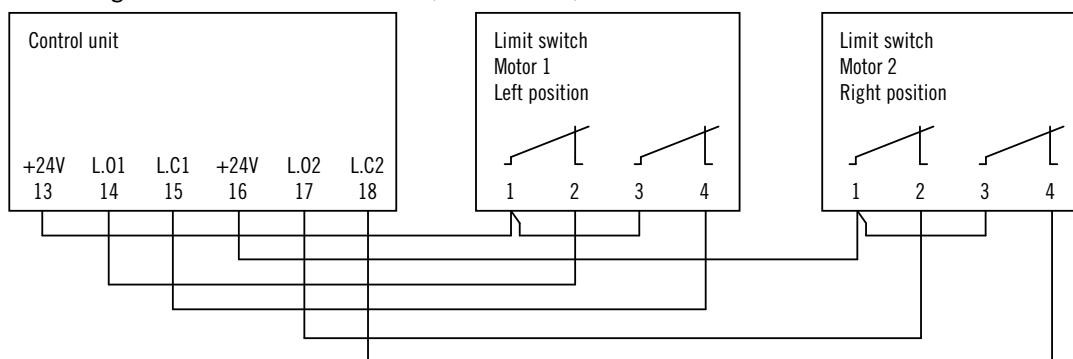 Control unit
+24V L.O1 L.C1 +24V L.O2 L.C2
13 14 15 16 17 18
Limit switch
Motor 1
Left position
1 2 3 4
Limit switch
Motor 2
Right position
1 2 3 4